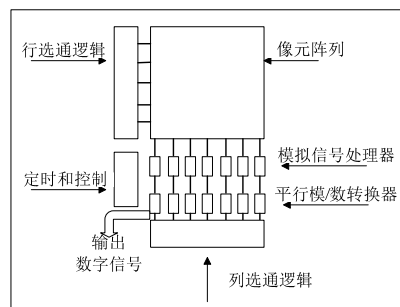 行选通逻辑
像元阵列
模拟信号处理器
定时和控制
平行模/数转换器
输出
数字信号
列选通逻辑